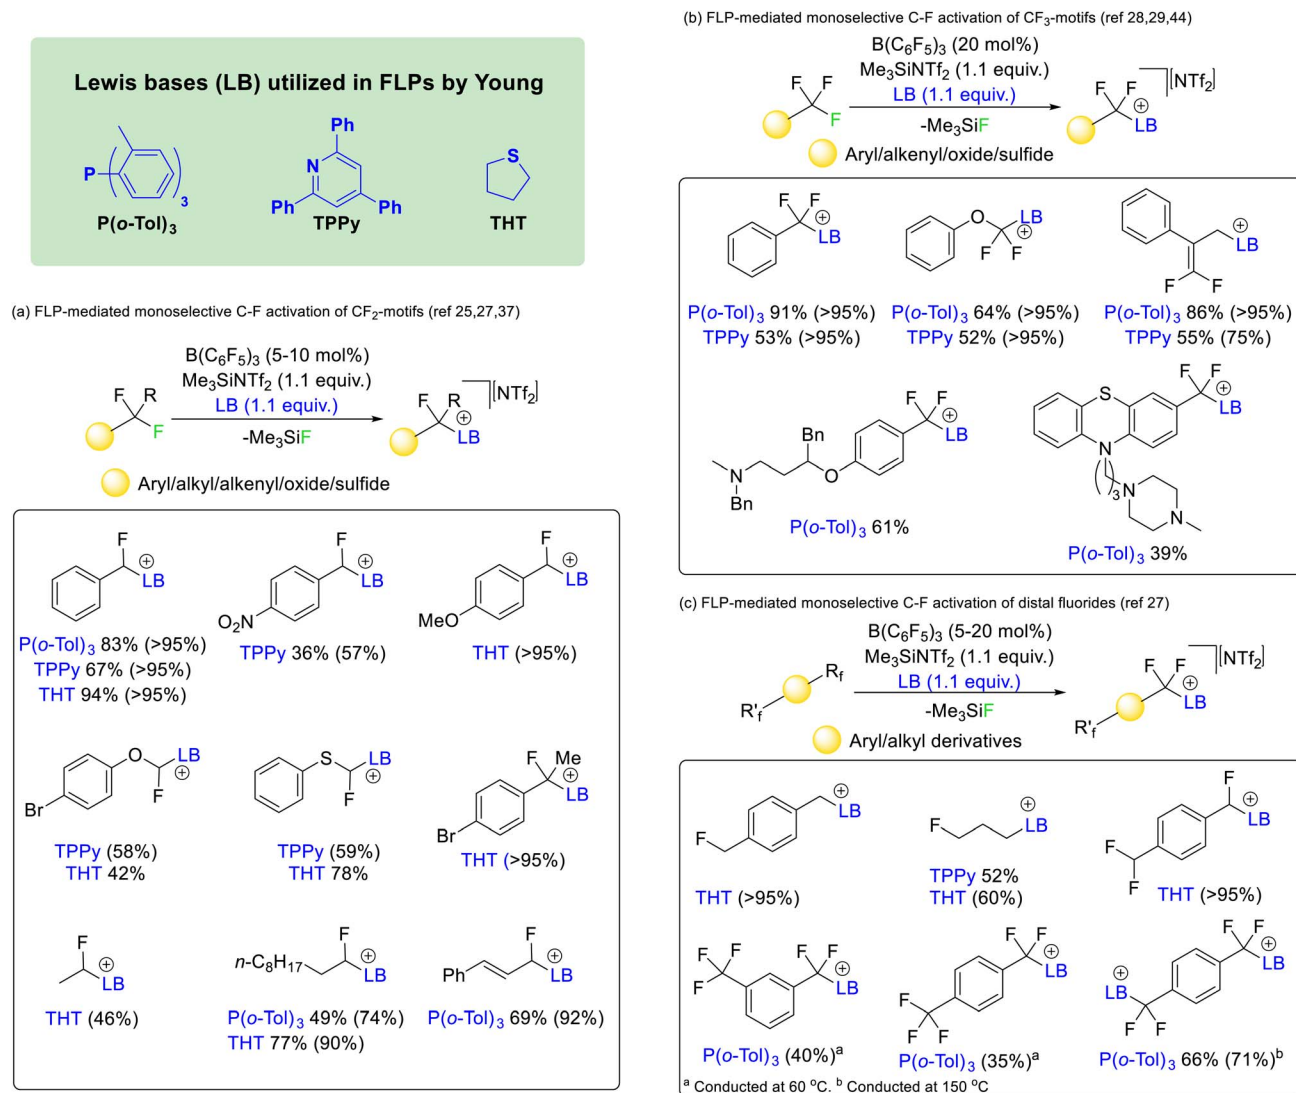 Lewis bases (LB) utilized in FLPs by Young
P
3
N
Ph
Ph
Ph
S
P(o-Tol)3
TPPy
THT
(a) FLP-mediated monoselective C-F activation of CF2-motifs (ref 25,27,37)
B(C6F5)3 (5-10 mol%)
Me3SiNTf2 (1.1 equiv.)
LB (1.1 equiv.)
-Me3SiF
F R
F
F R
⊕
LB
[NTf2]
Aryl/alkyl/alkenyl/oxide/sulfide
F
⊕
LB
P(o-Tol)3 83% (>95%)
TPPy 67% (>95%)
THT 94% (>95%)
F
⊕
LB
O2N
TPPy 36% (57%)
F
⊕
LB
MeO
THT (>95%)
O
LB
⊕
F
Br
TPPy (58%)
THT 42%
S
LB
⊕
F
TPPy (59%)
THT 78%
F Me
⊕
LB
Br
THT (>95%)
F
⊕
LB
THT (46%)
F
n-C8H17
⊕
LB
P(o-Tol)3 49% (74%)
THT 77% (90%)
F
Ph
⊕
LB
P(o-Tol)3 69% (92%)
(b) FLP-mediated monoselective C-F activation of CF3-motifs (ref 28,29,44)
B(C6F5)3 (20 mol%)
Me3SiNTf2 (1.1 equiv.)
LB (1.1 equiv.)
-Me3SiF
F F
F
F F
⊕
LB
[NTf2]
Aryl/alkenyl/oxide/sulfide
F F
⊕
LB
P(o-Tol)3 91% (>95%)
TPPy 53% (>95%)
O
LB
⊕
F F
P(o-Tol)3 64% (>95%)
TPPy 52% (>95%)
⊕
LB
F F
P(o-Tol)3 86% (>95%)
TPPy 55% (75%)
F F
⊕
LB
Bn
N
O
Bn
P(o-Tol)3 61%
F F
⊕
LB
S
N
3
N
N
P(o-Tol)3 39%
(c) FLP-mediated monoselective C-F activation of distal fluorides (ref 27)
B(C6F5)3 (5-20 mol%)
Me3SiNTf2 (1.1 equiv.)
LB (1.1 equiv.)
-Me3SiF
Rf
R'f
F F
⊕
LB
R'f
[NTf2]
Aryl/alkyl derivatives
⊕
LB
F
THT (>95%)
F
⊕
LB
TPPy 52%
THT (60%)
F
⊕
LB
F
F
THT (>95%)
F F
F
F F
⊕
LB
P(o-Tol)3 (40%)a
F F
⊕
LB
F
F F
P(o-Tol)3 (35%)a
F F
⊕
LB
⊕
LB
F F
P(o-Tol)3 66% (71%)b
a Conducted at 60 oC. b Conducted at 150 oC